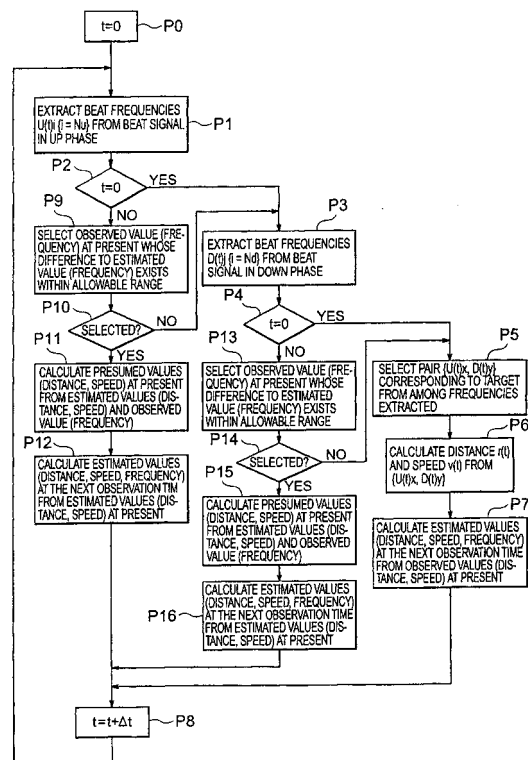 t=0
P0
EXTRACT BEAT FREQUENCIES
U(t)i {i = Nu} FROM BEAT SIGNAL
IN UP PHASE
P1
P2
t=0
YES
NO
P9
SELECT OBSERVED VALUE (FRE-
QUENCY) AT PRESENT WHOSE
DIFFERENCE TO ESTIMATED
VALUE (FREQUENCY) EXISTS
WITHIN ALLOWABLE RANGE
P10
SELECTED?
NO
YES
P11
CALCULATE PRESUMED VALUES
(DISTANCE, SPEED) AT PRESENT
FROM ESTIMATED VALUES (DIS-
TANCE, SPEED) AND OBSERVED
VALUE (FREQUENCY)
P12
CALCULATE ESTIMATED VALUES
(DISTANCE, SPEED, FREQUENCY)
AT THE NEXT OBSERVATION TIM
FROM ESTIMATED VALUES (DIS-
TANCE, SPEED) AT PRESENT
P3
EXTRACT BEAT FREQUENCIES
D(t)j {i = Nd} FROM BEAT
SIGNAL IN DOWN PHASE
P4
t=0
YES
NO
P13
SELECT OBSERVED VALUE (FRE-
QUENCY) AT PRESENT WHOSE
DIFFERENCE TO ESTIMATED
VALUE (FREQUENCY) EXISTS
WITHIN ALLOWABLE RANGE
P14
SELECTED?
NO
YES
P15
CALCULATE PRESUMED VALUES
(DISTANCE, SPEED) AT PRESENT
FROM ESTIMATED VALUES (DIS-
TANCE, SPEED) AND OBSERVED
VALUE (FREQUENCY)
P16
CALCULATE ESTIMATED VALUES
(DISTANCE, SPEED, FREQUENCY)
AT THE NEXT OBSERVATION TIME
FROM ESTIMATED VALUES (DIS-
TANCE, SPEED) AT PRESENT
P5
SELECT PAIR {U(t)x, D(t)y}
CORRESPONDING TO TARGET
FROM AMONG FREQUENCIES
EXTRACTED
P6
CALCULATE DISTANCE r(t)
AND SPEED v(t) FROM
{U(t)x, D(t)y}
P7
CALCULATE ESTIMATED VALUES
(DISTANCE, SPEED, FREQUENCY)
AT THE NEXT OBSERVATION TIME
FROM OBSERVED VALUES (DIS-
TANCE, SPEED) AT PRESENT
t=t+Δt
P8